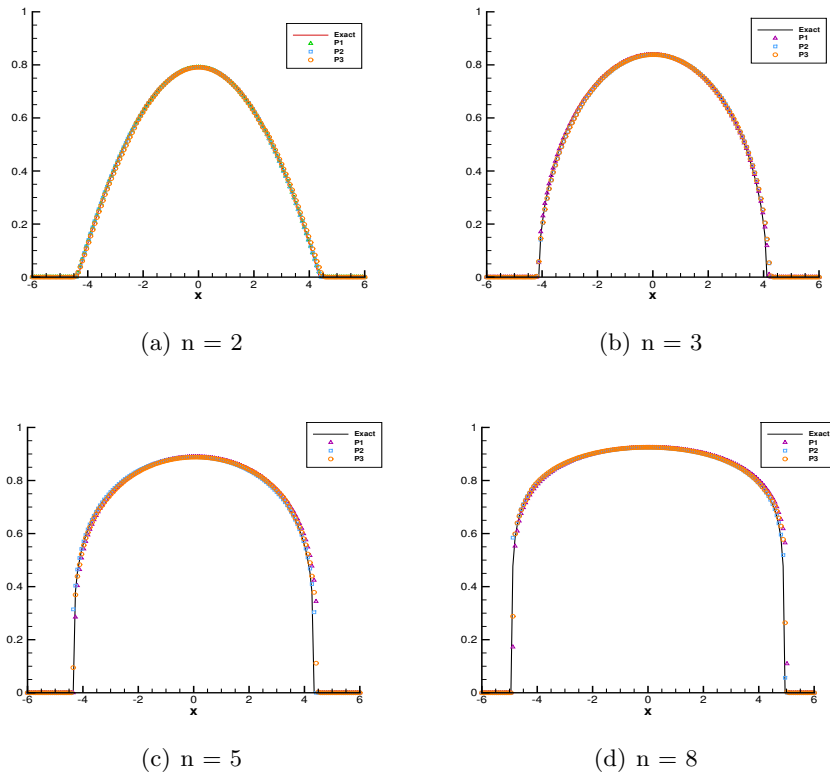 Exact
P1
P2
P3
1
0.8
0.6
0.4
0.2
0
-6 -4 -2 0 2 4 6
x
(a) n = 2
Exact
P1
P2
P3
1
0.8
0.6
0.4
0.2
0
-6 -4 -2 0 2 4 6
x
(b) n = 3
Exact
P1
P2
P3
1
0.8
0.6
0.4
0.2
0
-6 -4 -2 0 2 4 6
x
(c) n = 5
Exact
P1
P2
P3
1
0.8
0.6
0.4
0.2
0
-6 -4 -2 0 2 4 6
x
(d) n = 8